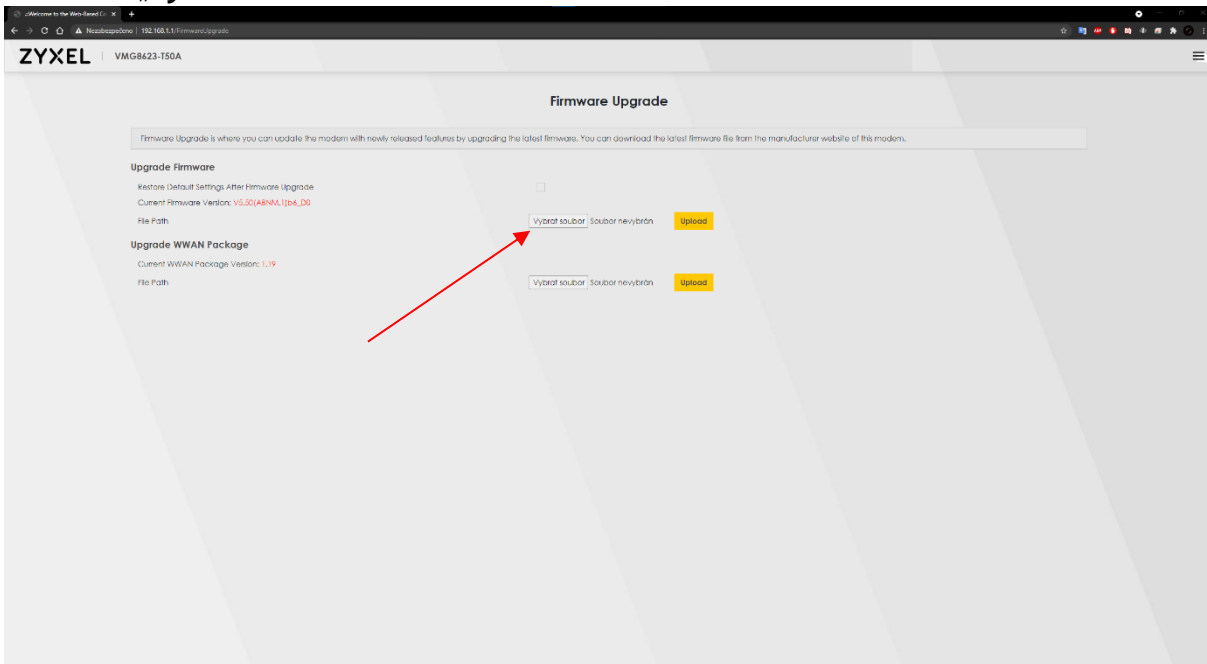 :::Welcome to the Web-Based Co
Nezabezpečeno | 192.168.1.1/FirmwareUpgrade
ZYXEL VMG8623-T50A
Firmware Upgrade
Firmware Upgrade is where you can update the modem with newly released features by upgrading the latest firmware. You can download the latest firmware file from the manufacturer website of this modem.
Upgrade Firmware
Restore Default Settings After Firmware Upgrade
Current Firmware Version: V5.50(ABNM.1)b6_D0
File Path Vybrat soubor Soubor nevybrán Upload
Upgrade WWAN Package
Current WWAN Package Version: 1.19
File Path Vybrat soubor Soubor nevybrán Upload